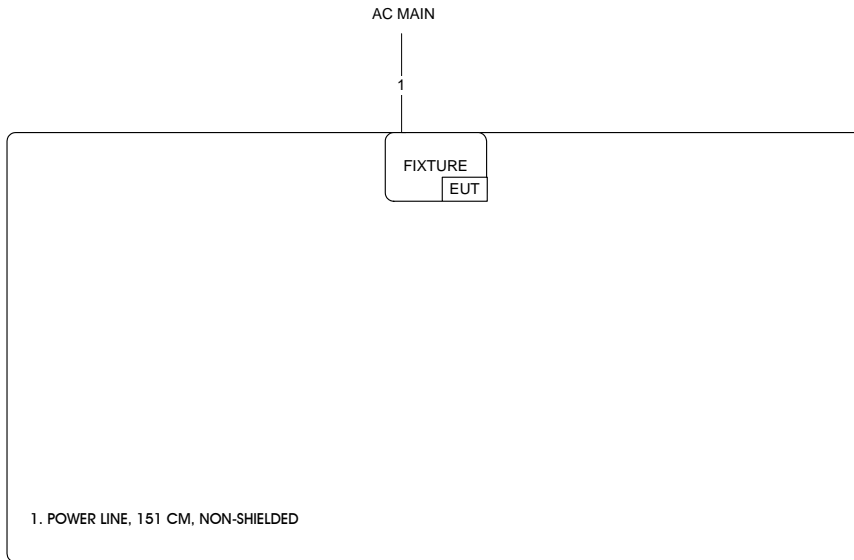 AC MAIN
1
FIXTURE
EUT
1. POWER LINE, 151 CM, NON-SHIELDED